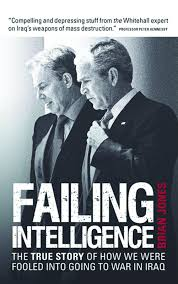 "Compelling and depressing stuff from the Whitehall expert
on Iraq's weapons of mass destruction."
PROFESSOR PETER HENNESSY
FAILING
INTELLIGENCE
BRIAN JONES
THE TRUE STORY OF HOW WE WERE
FOOLED INTO GOING TO WAR IN IRAQ